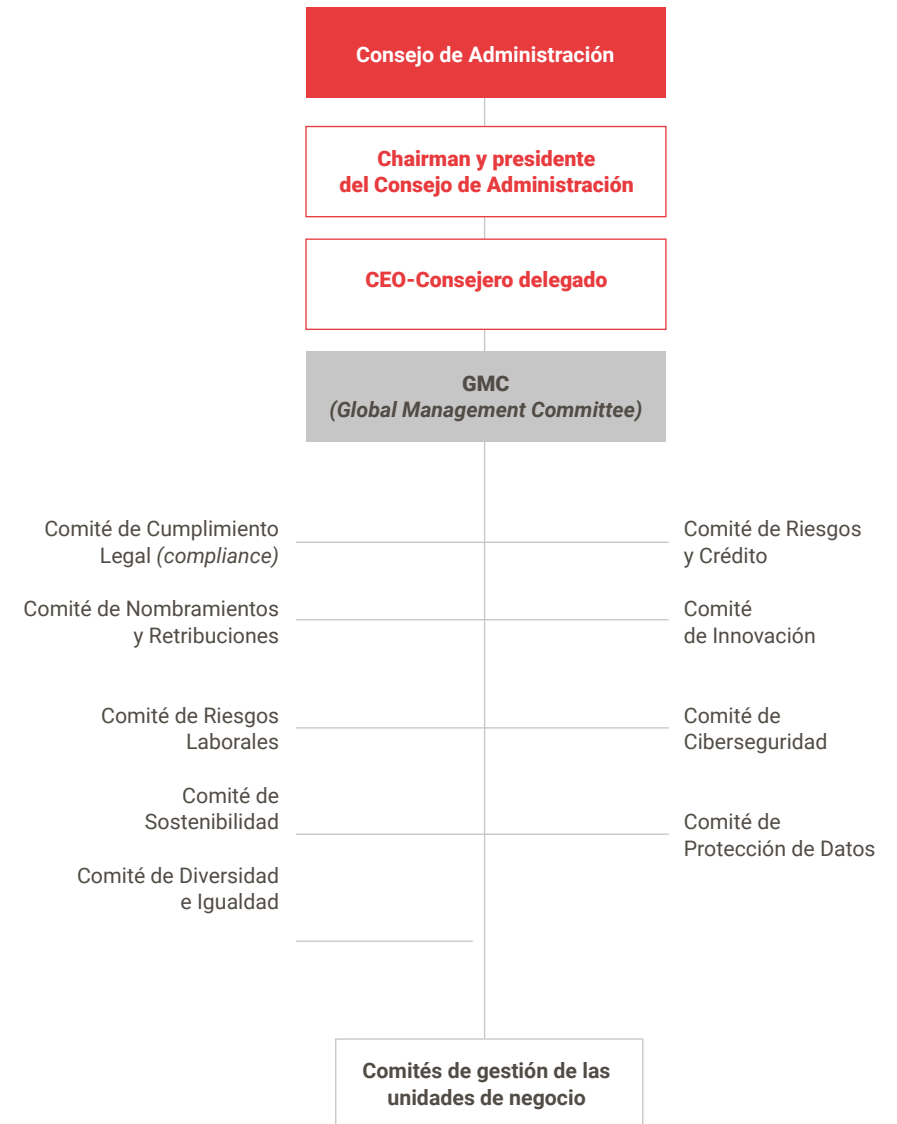 Consejo de Administración
Chairman y presidente
del Consejo de Administración
CEO-Consejero delegado
GMC
(Global Management Committee)
Comité de Cumplimiento
Legal (compliance)
Comité de Riesgos
y Crédito
Comité de Nombramientos
y Retribuciones
Comité
de Innovación
Comité de Riesgos
Laborales
Comité de
Ciberseguridad
Comité de
Sostenibilidad
Comité de
Protección de Datos
Comité de Diversidad
e Igualdad
Comités de gestión de las
unidades de negocio